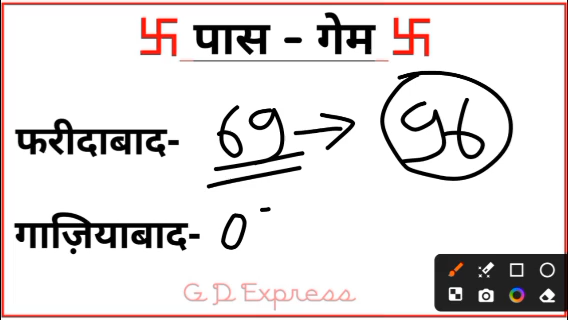 卐 पास - गेम 卐
फरीदाबाद- 69 → 96
गाज़ियाबाद- 0-
G D Express